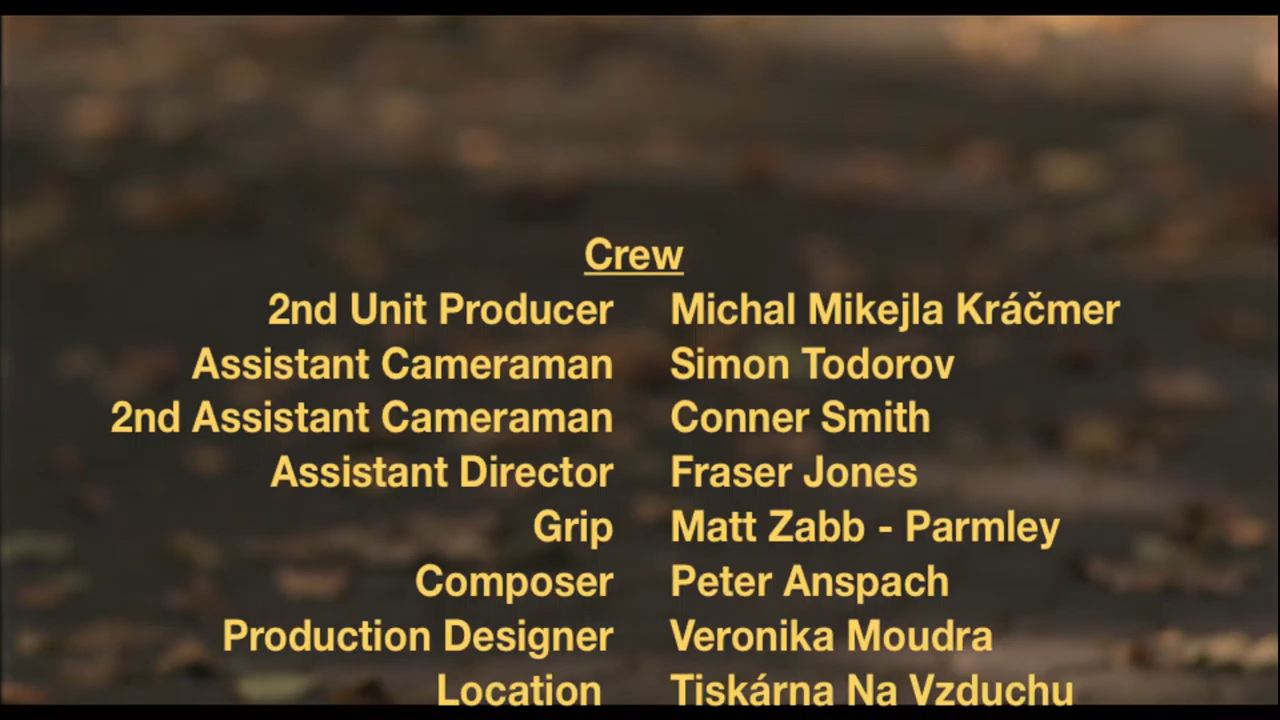 Crew
2nd Unit Producer Michal Mikejla Kráčmer
Assistant Cameraman Simon Todorov
2nd Assistant Cameraman Conner Smith
Assistant Director Fraser Jones
Grip Matt Zabb - Parmley
Composer Peter Anspach
Production Designer Veronika Moudra
Location Tiskárna Na Vzduchu